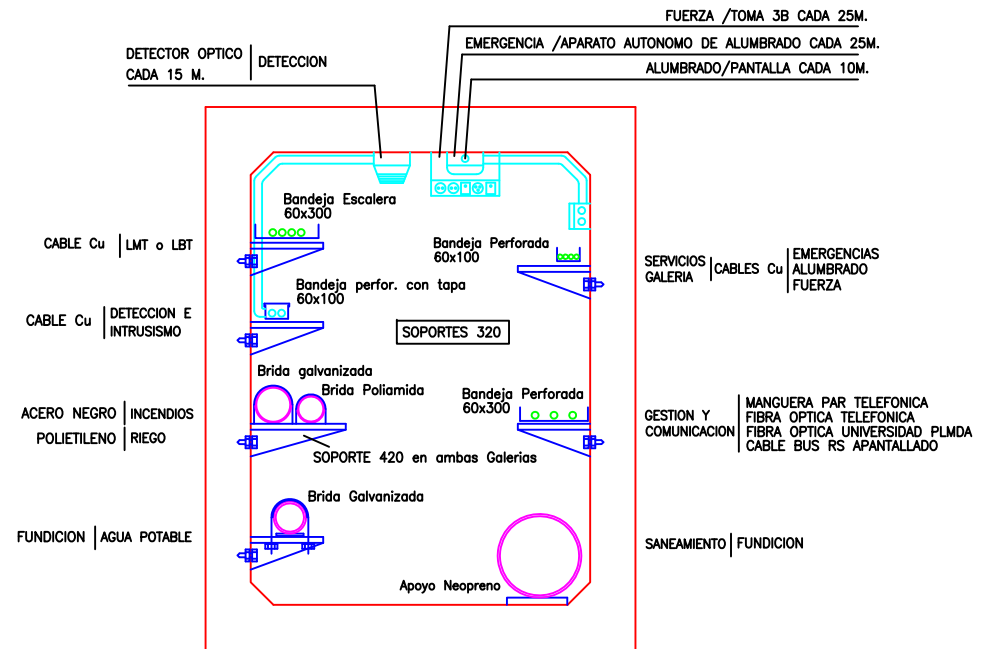 FUERZA /TOMA 3B CADA 25M.
EMERGENCIA /APARATO AUTONOMO DE ALUMBRADO CADA 25M.
ALUMBRADO/PANTALLA CADA 10M.
DETECTOR OPTICO
CADA 15 M.
DETECCION
Bandeja Escalera
60x300
CABLE Cu
LMT o LBT
Bandeja Perforada
60x100
SERVICIOS
GALERIA
CABLES Cu
EMERGENCIAS
ALUMBRADO
FUERZA
Bandeja perfor. con tapa
60x100
CABLE Cu
DETECCION E
INTRUSISMO
SOPORTES 320
Brida galvanizada
Brida Poliamida
ACERO NEGRO
INCENDIOS
POLIETILENO
RIEGO
Bandeja Perforada
60x300
GESTION Y
COMUNICACION
MANGUERA PAR TELEFONICA
FIBRA OPTICA TELEFONICA
FIBRA OPTICA UNIVERSIDAD PLMDA
CABLE BUS RS APANTALLADO
SOPORTE 420 en ambas Galerias
Brida Galvanizada
FUNDICION
AGUA POTABLE
SANEAMIENTO
FUNDICION
Apoyo Neopreno